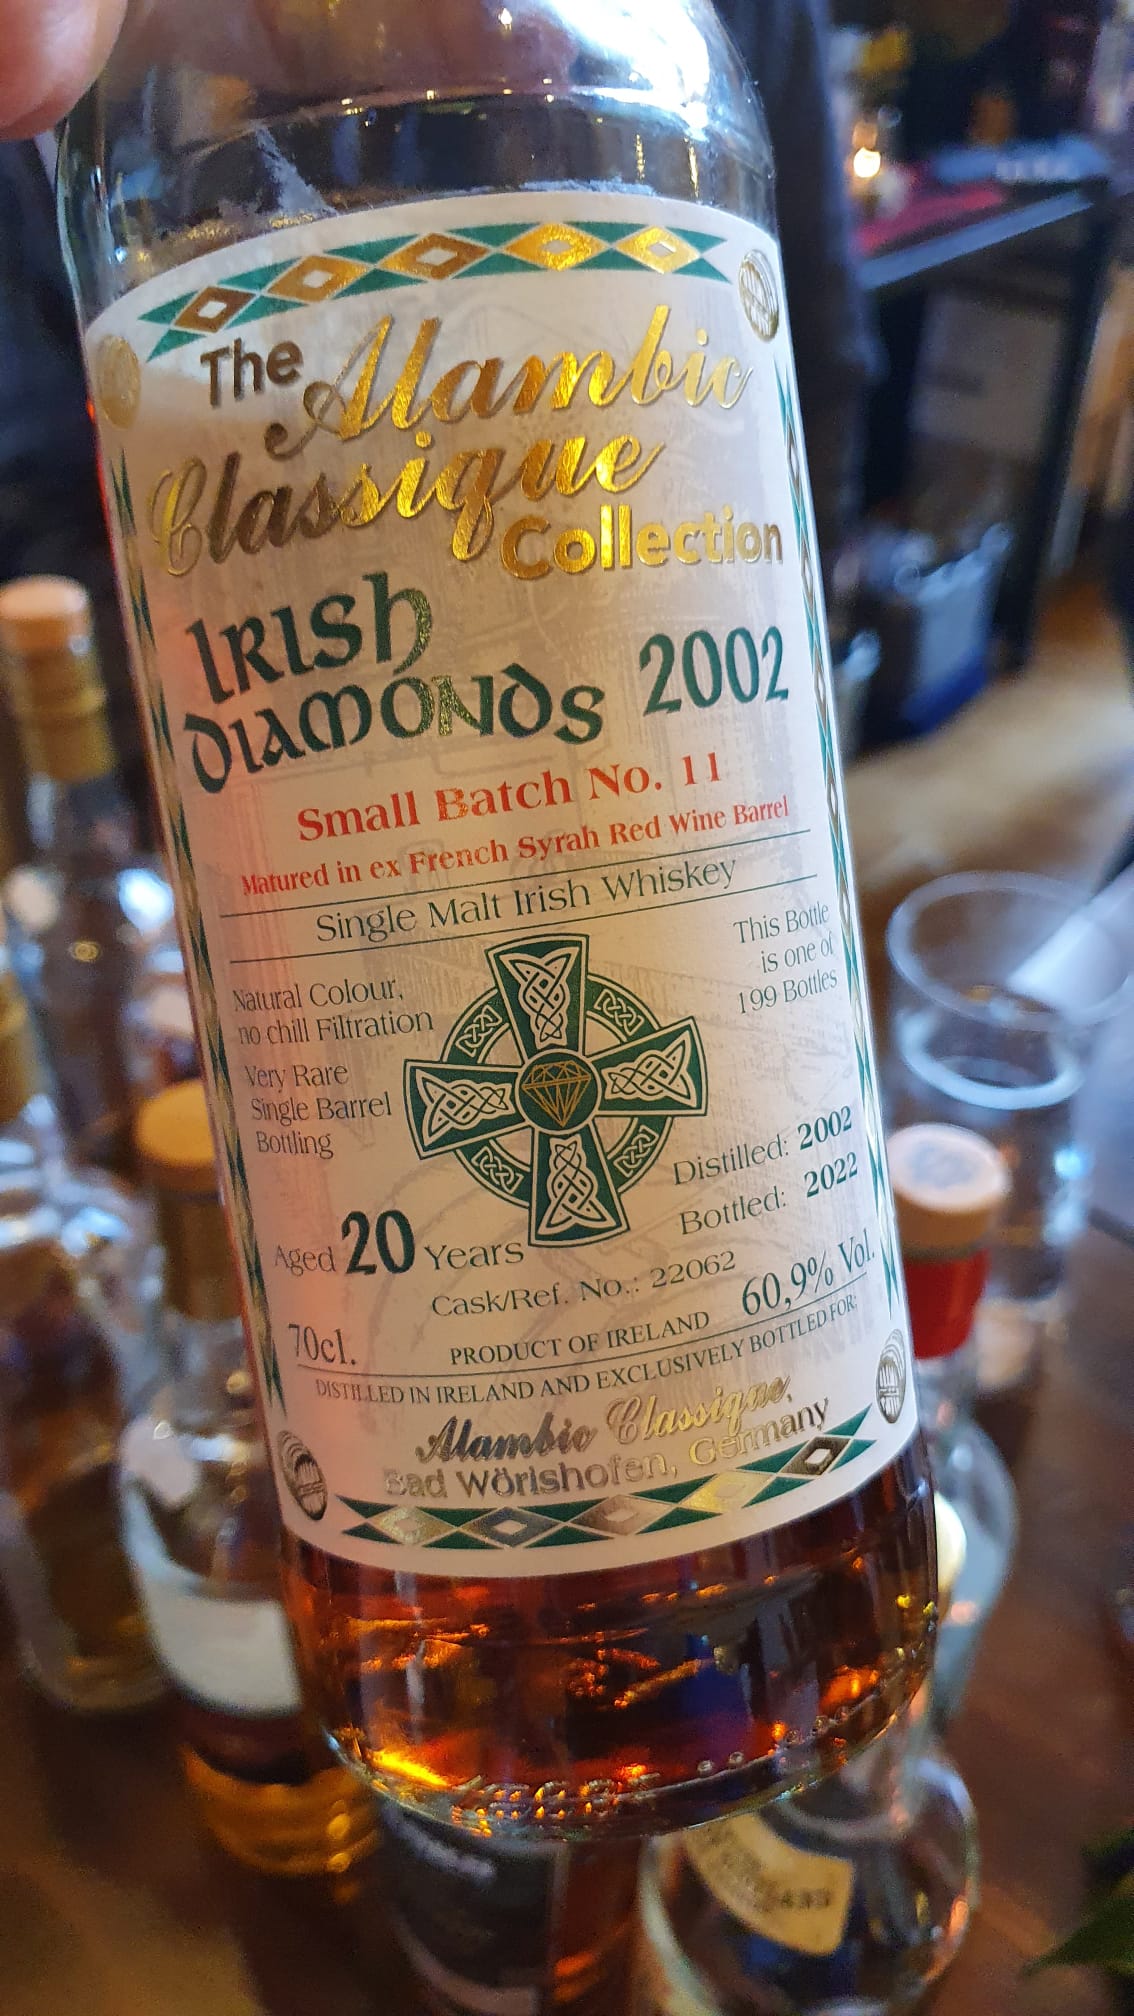 The Alambic
Classique
Collection
IRISH
DIAMONDS 2002
Small Batch No. 11
Matured in ex French Syrah Red Wine Barrel
Single Malt Irish Whiskey
Natural Colour,
no chill Filtration
Very Rare
Single Barrel
Bottling
This Bottle
is one of
199 Bottles
Distilled: 2002
Bottled: 2022
Aged 20 Years
Cask/Ref. No.: 22062
70cl.
60,9% Vol.
PRODUCT OF IRELAND
DISTILLED IN IRELAND AND EXCLUSIVELY BOTTLED FOR:
Alambic Classique,
Bad Wörishofen, Germany